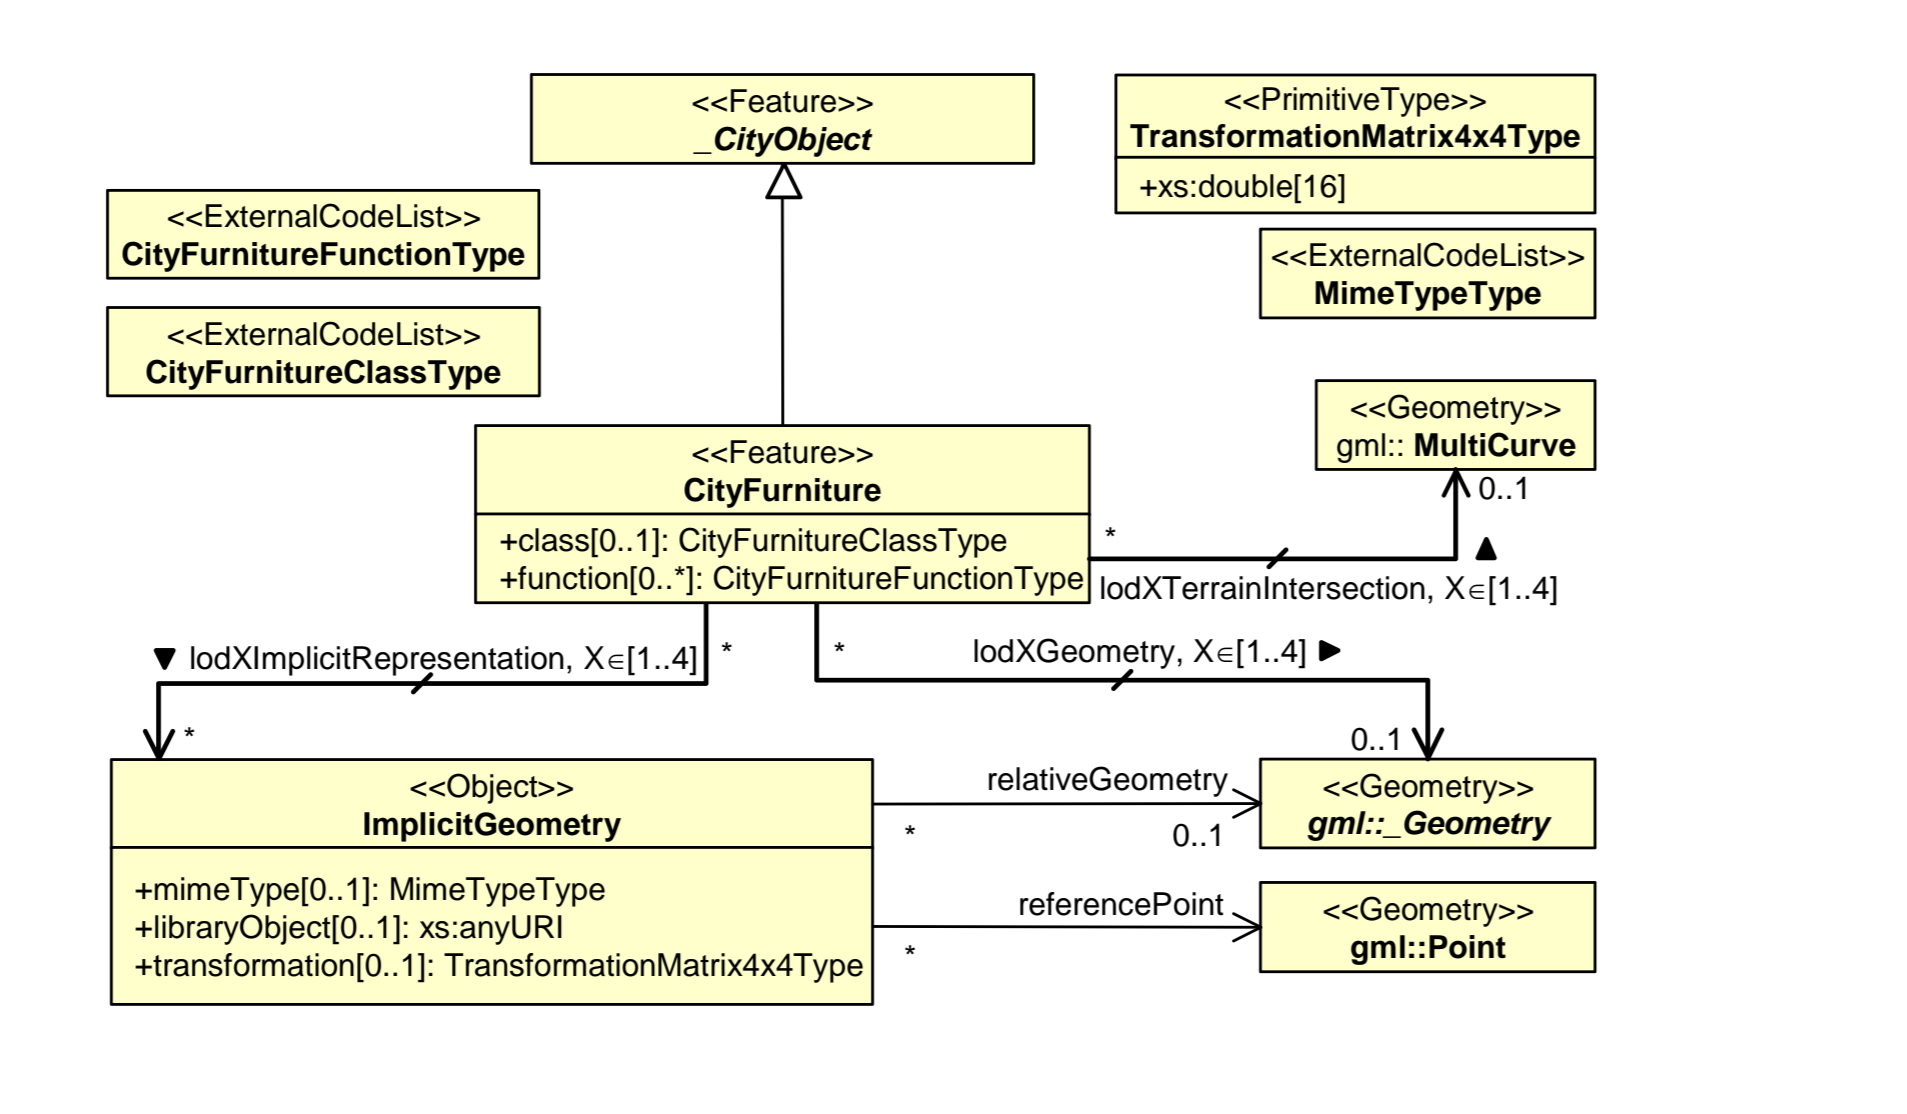 <<Feature>>
_CityObject
<<PrimitiveType>>
TransformationMatrix4x4Type
+xs:double[16]
<<ExternalCodeList>>
CityFurnitureFunctionType
<<ExternalCodeList>>
MimeTypeType
<<ExternalCodeList>>
CityFurnitureClassType
<<Geometry>>
gml:: MultiCurve
0..1
<<Feature>>
CityFurniture
+class[0..1]: CityFurnitureClassType
+function[0..*]: CityFurnitureFunctionType
*
▲
lodXTerrainIntersection, X∈[1..4]
▼ lodXImplicitRepresentation, X∈[1..4]
*
*
lodXGeometry, X∈[1..4] ►
*
0..1
<<Object>>
ImplicitGeometry
+mimeType[0..1]: MimeTypeType
+libraryObject[0..1]: xs:anyURI
+transformation[0..1]: TransformationMatrix4x4Type
relativeGeometry
*
0..1
<<Geometry>>
gml::_Geometry
referencePoint
*
<<Geometry>>
gml::Point